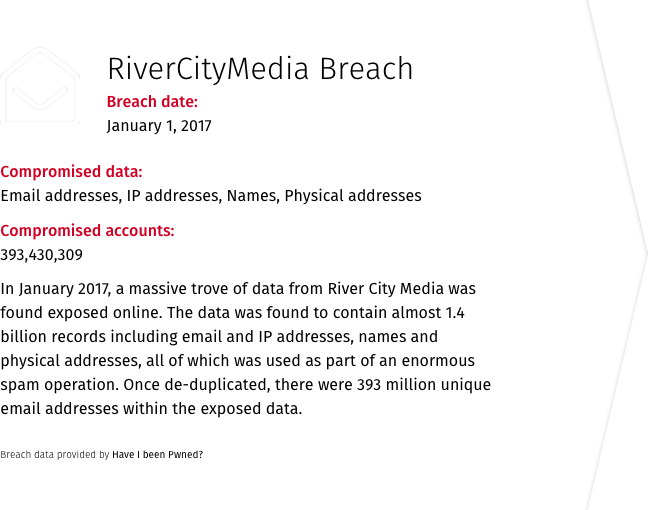 RiverCityMedia Breach
Breach date:
January 1, 2017
Compromised data:
Email addresses, IP addresses, Names, Physical addresses
Compromised accounts:
393,430,309
In January 2017, a massive trove of data from River City Media was
found exposed online. The data was found to contain almost 1.4
billion records including email and IP addresses, names and
physical addresses, all of which was used as part of an enormous
spam operation. Once de-duplicated, there were 393 million unique
email addresses within the exposed data.
Breach data provided by Have I been Pwned?